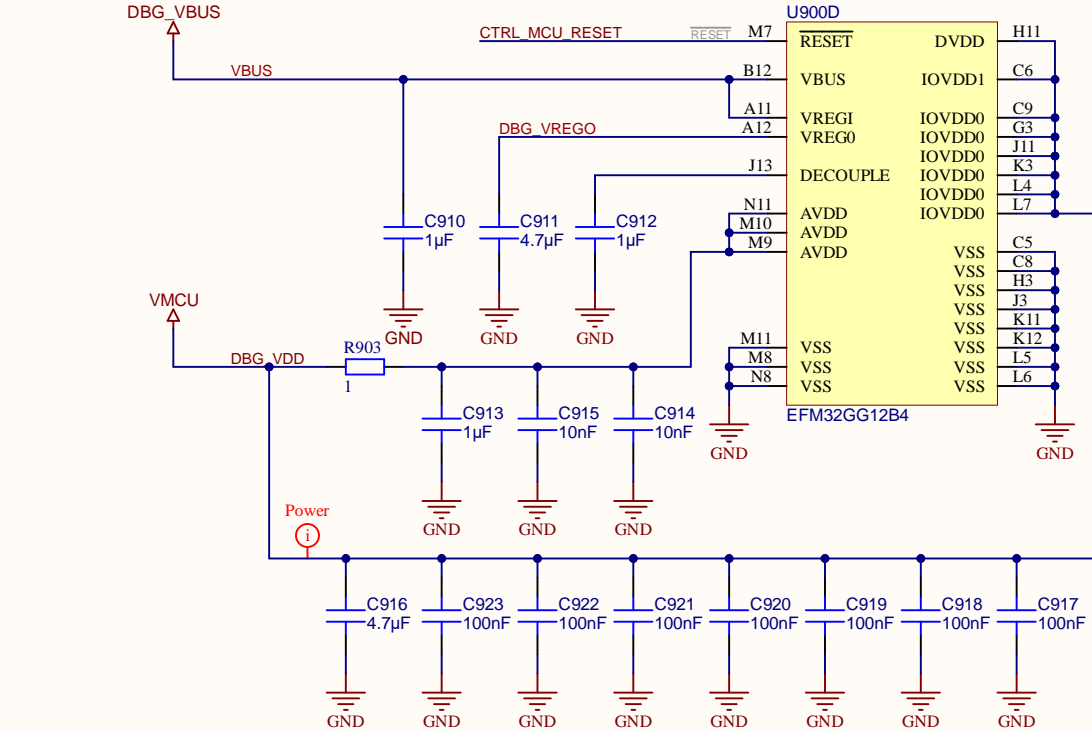 DBG_VBUS
U900D
CTRL_MCU_RESET
RESET
M7
RESET
DVDD
H11
VBUS
B12
VBUS
IOVDD1
C6
A11
VREGI
IOVDD0
C9
DBG_VREGO
A12
VREG0
IOVDD0
G3
IOVDD0
J11
J13
DECOUPLE
IOVDD0
K3
IOVDD0
L4
N11
AVDD
IOVDD0
L7
M10
AVDD
M9
AVDD
C910
1µF
C911
4.7µF
C912
1µF
VSS
C5
VSS
C8
VSS
H3
VSS
J3
VSS
K11
VSS
K12
VSS
L5
VSS
L6
GND
GND
GND
VMCU
DBG_VDD
R903
1
M11
VSS
M8
VSS
N8
VSS
EFM32GG12B4
GND
GND
C913
1µF
C915
10nF
C914
10nF
GND
GND
GND
Power
i
C916
4.7µF
C923
100nF
C922
100nF
C921
100nF
C920
100nF
C919
100nF
C918
100nF
C917
100nF
GND
GND
GND
GND
GND
GND
GND
GND